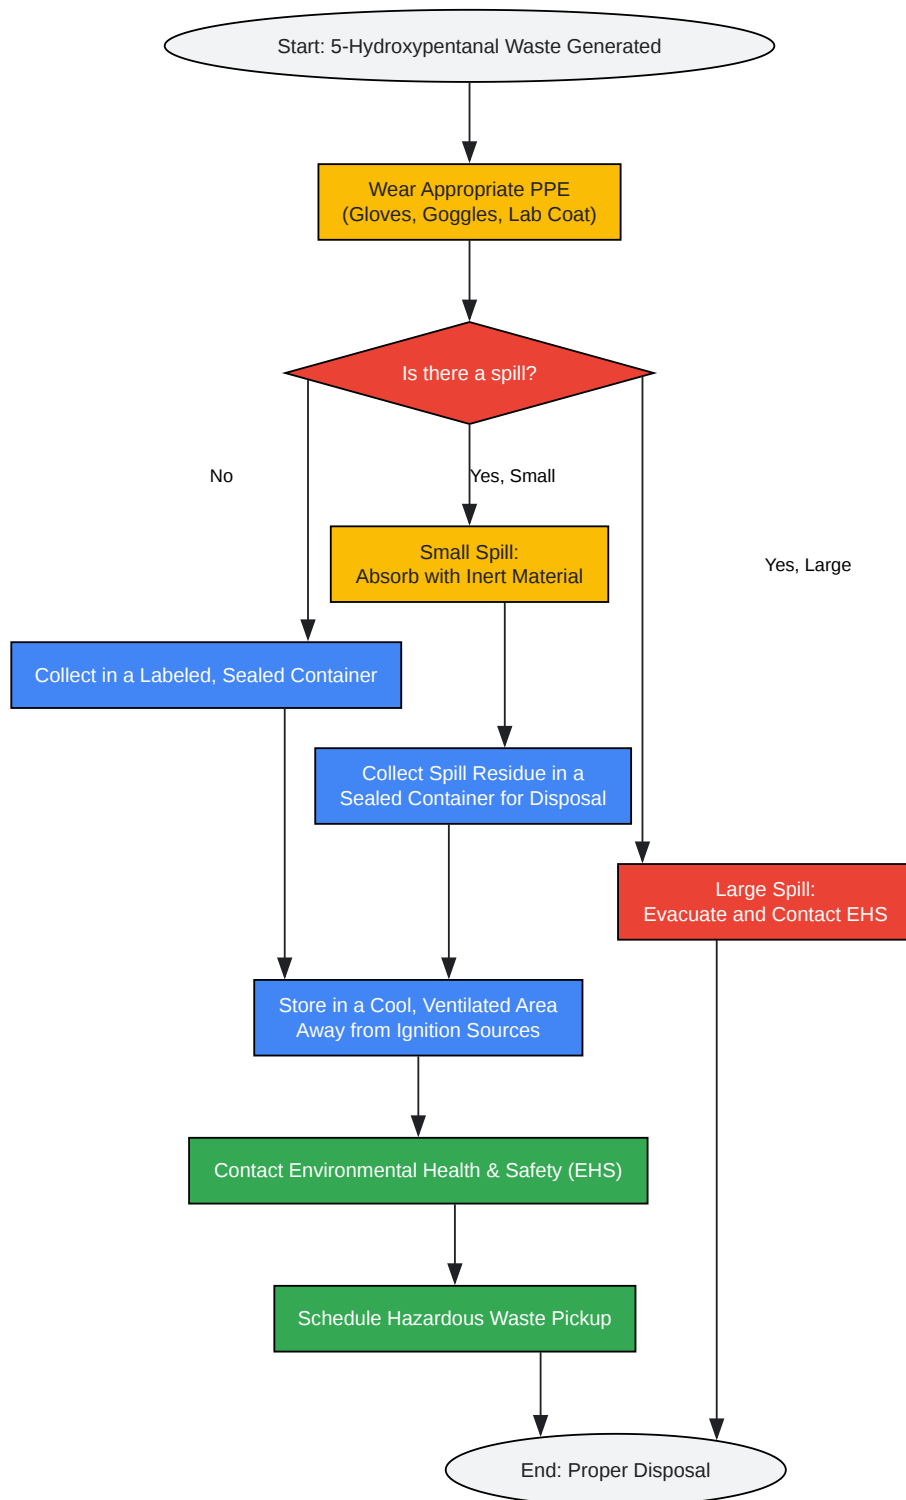 Start: 5-Hydroxypentanal Waste Generated
Wear Appropriate PPE
(Gloves, Goggles, Lab Coat)
Is there a spill?
No
Yes, Small
Yes, Large
Small Spill:
Absorb with Inert Material
Collect in a Labeled, Sealed Container
Collect Spill Residue in a
Sealed Container for Disposal
Large Spill:
Evacuate and Contact EHS
Store in a Cool, Ventilated Area
Away from Ignition Sources
Contact Environmental Health & Safety (EHS)
Schedule Hazardous Waste Pickup
End: Proper Disposal